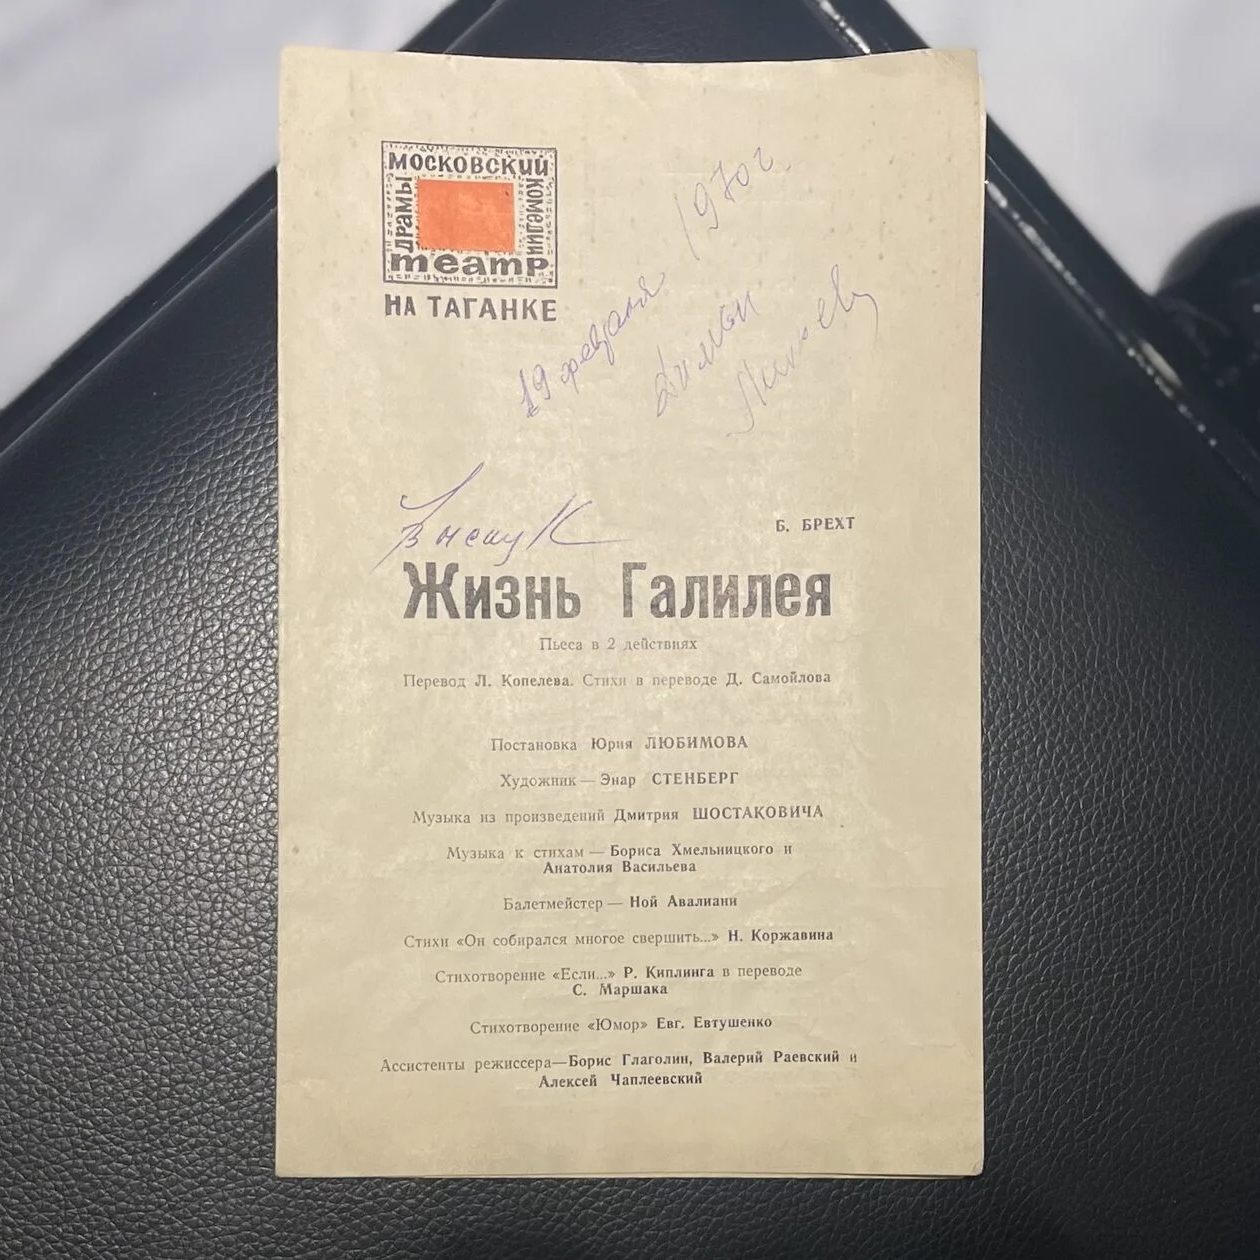 МОСКОВСКИЙ
ДРАМЫ
КОМЕДИИ
театр
НА ТАГАНКЕ
19 февраля 1970 г.
Б. БРЕХТ
Жизнь Галилея
Пьеса в 2 действиях
Перевод Л. Копелева. Стихи в переводе Д. Самойлова
Постановка Юрия ЛЮБИМОВА
Художник — Энар СТЕНБЕРГ
Музыка из произведений Дмитрия ШОСТАКОВИЧА
Музыка к стихам — Бориса Хмельницкого и
Анатолия Васильева
Балетмейстер — Ной Авалиани
Стихи «Он собирался многое свершить...» Н. Коржавина
Стихотворение «Если...» Р. Киплинга в переводе
С. Маршака
Стихотворение «Юмор» Евг. Евтушенко
Ассистенты режиссера—Борис Глаголин, Валерий Раевский и
Алексей Чаплеевский